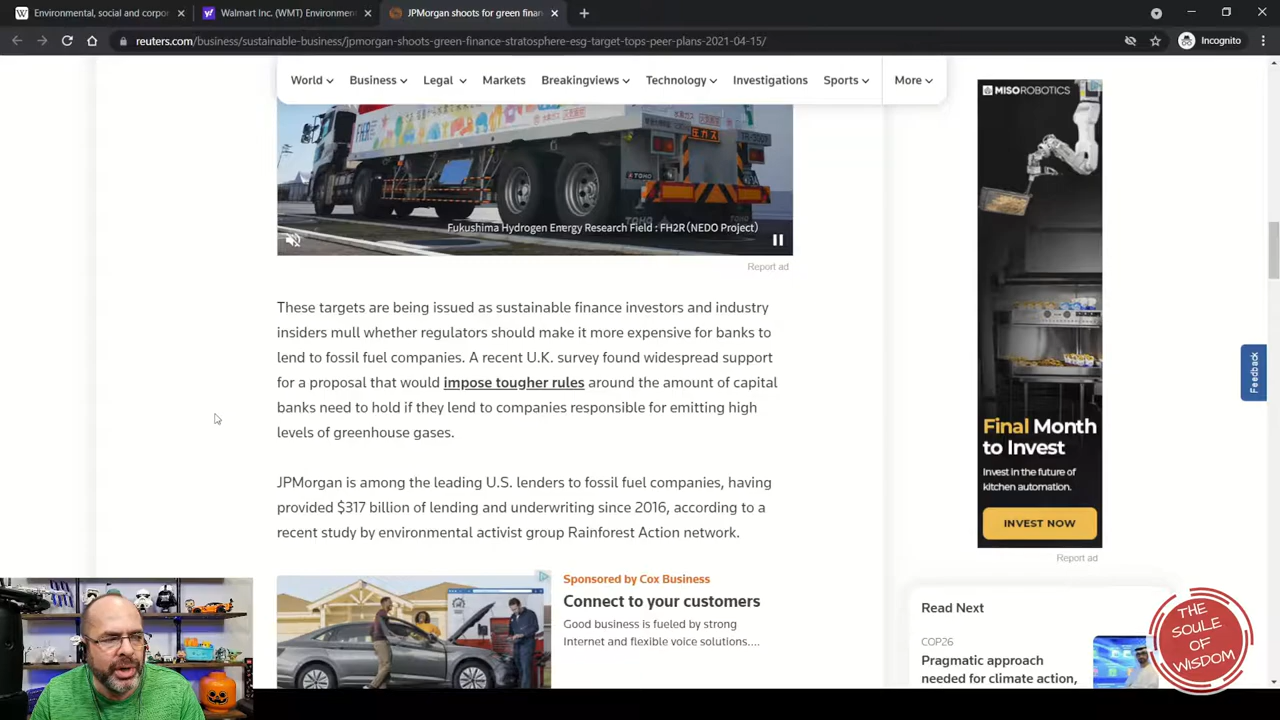 Environmental, social and corpo
Walmart Inc. (WMT) Environmen
JPMorgan shoots for green finan
reuters.com/business/sustainable-business/jpmorgan-shoots-green-finance-stratosphere-esg-target-tops-peer-plans-2021-04-15/
Incognito
World Business Legal Markets Breakingviews Technology Investigations Sports More
Fukushima Hydrogen Energy Research Field : FH2R (NEDO Project)
Report ad
These targets are being issued as sustainable finance investors and industry
insiders mull whether regulators should make it more expensive for banks to
lend to fossil fuel companies. A recent U.K. survey found widespread support
for a proposal that would impose tougher rules around the amount of capital
banks need to hold if they lend to companies responsible for emitting high
levels of greenhouse gases.
JPMorgan is among the leading U.S. lenders to fossil fuel companies, having
provided $317 billion of lending and underwriting since 2016, according to a
recent study by environmental activist group Rainforest Action network.
Sponsored by Cox Business
Connect to your customers
Good business is fueled by strong
Internet and flexible voice solutions....
MISOROBOTICS
Final Month
to Invest
Invest in the future of
kitchen automation.
INVEST NOW
Report ad
Feedback
Read Next
COP26
Pragmatic approach
needed for climate action,
THE
SOULE
OF
WISDOM